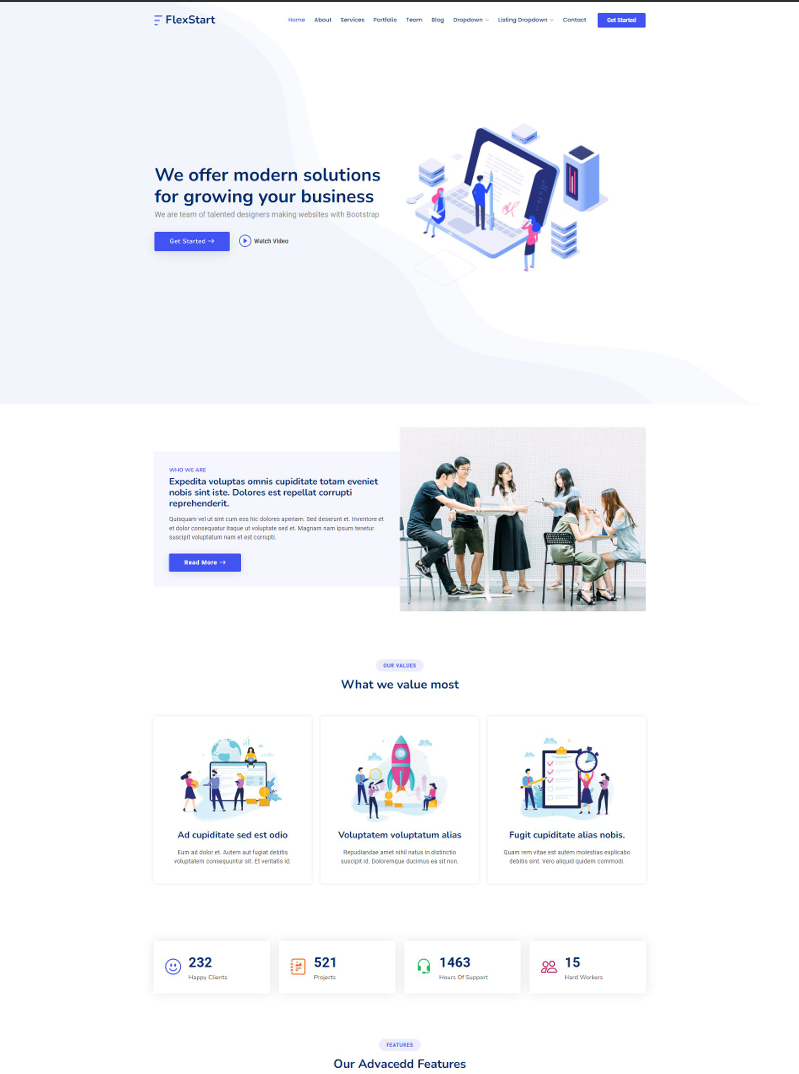 FlexStart
Home About Services Portfolio Team Blog Dropdown Listing Dropdown Contact Get Started
We offer modern solutions
for growing your business
We are team of talented designers making websites with Bootstrap
Get Started → Watch Video
WHO WE ARE
Expedita voluptas omnis cupiditate totam eveniet
nobis sint iste. Dolores est repellat corrupti
reprehenderit.
Quisquam vel ut sint cum eos hic dolores aperiam. Sed deserunt et. Inventore et
et dolor consequatur itaque ut voluptate sed et. Magnam nam ipsum tenetur
suscipit voluptatum nam et est corrupti.
Read More →
OUR VALUES
What we value most
Ad cupiditate sed est odio
Eum ad dolor et. Autem aut fugiat debitis
voluptatem consequuntur sit. Et veritatis id.
Voluptatem voluptatum alias
Repudiandae amet nihil natus in distinctio
suscipit id. Doloremque ducimus ea sit non.
Fugit cupiditate alias nobis.
Quam rem vitae est autem molestias explicabo
debitis sint. Vero aliquid quidem commodi.
232
Happy Clients
521
Projects
1463
Hours Of Support
15
Hard Workers
FEATURES
Our Advacedd Features